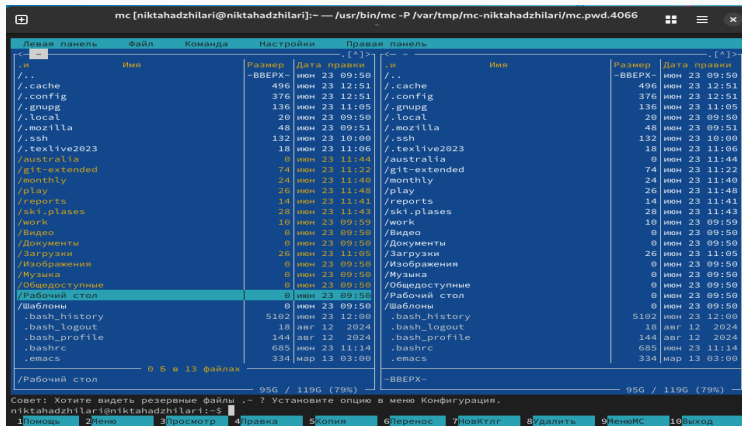 mc [niktahadzhilari@niktahadzhilari]:~ — /usr/bin/mc -P /var/tmp/mc-niktahadzhilari/mc.pwd.4066
Левая панель Файл Команда Настройки Правая панель
<- ~ .[^]> <- ~ .[^]>
.и Имя Размер Дата правки .и Имя Размер Дата правки
/.. -ВВЕРХ- июн 23 09:50 /.. -ВВЕРХ- июн 23 09:50
/.cache 496 июн 23 12:51 /.cache 496 июн 23 12:51
/.config 376 июн 23 12:51 /.config 376 июн 23 12:51
/.gnupg 136 июн 23 11:05 /.gnupg 136 июн 23 11:05
/.local 20 июн 23 09:50 /.local 20 июн 23 09:50
/.mozilla 48 июн 23 09:51 /.mozilla 48 июн 23 09:51
/.ssh 132 июн 23 10:00 /.ssh 132 июн 23 10:00
/.texlive2023 18 июн 23 11:06 /.texlive2023 18 июн 23 11:06
/australia 0 июн 23 11:44 /australia 0 июн 23 11:44
/git-extended 74 июн 23 11:22 /git-extended 74 июн 23 11:22
/monthly 24 июн 23 11:40 /monthly 24 июн 23 11:40
/play 26 июн 23 11:48 /play 26 июн 23 11:48
/reports 14 июн 23 11:41 /reports 14 июн 23 11:41
/ski.plases 28 июн 23 11:43 /ski.plases 28 июн 23 11:43
/work 10 июн 23 09:59 /work 10 июн 23 09:59
/Видео 0 июн 23 09:50 /Видео 0 июн 23 09:50
/Документы 0 июн 23 09:50 /Документы 0 июн 23 09:50
/Загрузки 26 июн 23 11:05 /Загрузки 26 июн 23 11:05
/Изображения 0 июн 23 09:50 /Изображения 0 июн 23 09:50
/Музыка 0 июн 23 09:50 /Музыка 0 июн 23 09:50
/Общедоступные 0 июн 23 09:50 /Общедоступные 0 июн 23 09:50
/Рабочий стол 0 июн 23 09:50 /Рабочий стол 0 июн 23 09:50
/Шаблоны 0 июн 23 09:50 /Шаблоны 0 июн 23 09:50
.bash_history 5102 июн 23 12:00 .bash_history 5102 июн 23 12:00
.bash_logout 18 авг 12 2024 .bash_logout 18 авг 12 2024
.bash_profile 144 авг 12 2024 .bash_profile 144 авг 12 2024
.bashrc 685 июн 23 11:14 .bashrc 685 июн 23 11:14
.emacs 334 мар 13 03:00 .emacs 334 мар 13 03:00
0 Б в 13 файлах
/Рабочий стол -ВВЕРХ-
95G / 119G (79%) 95G / 119G (79%)
Совет: Хотите видеть резервные файлы .~ ? Установите опцию в меню Конфигурация.
niktahadzhilari@niktahadzhilari:~$
1Помощь 2Меню 3Просмотр 4Правка 5Копия 6Перенос 7НовКтлг 8Удалить 9МенюMC 10Выход